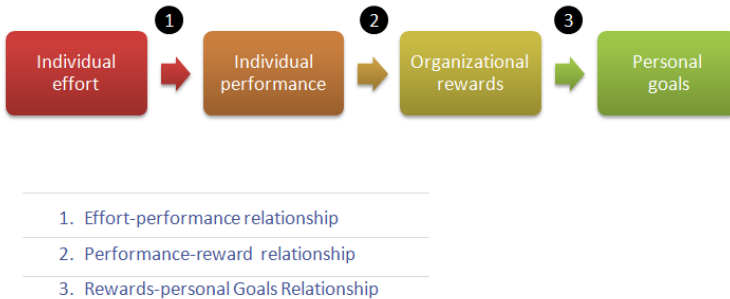 1
2
3
Individual
effort
Individual
performance
Organizational
rewards
Personal
goals
1. Effort-performance relationship
2. Performance-reward relationship
3. Rewards-personal Goals Relationship